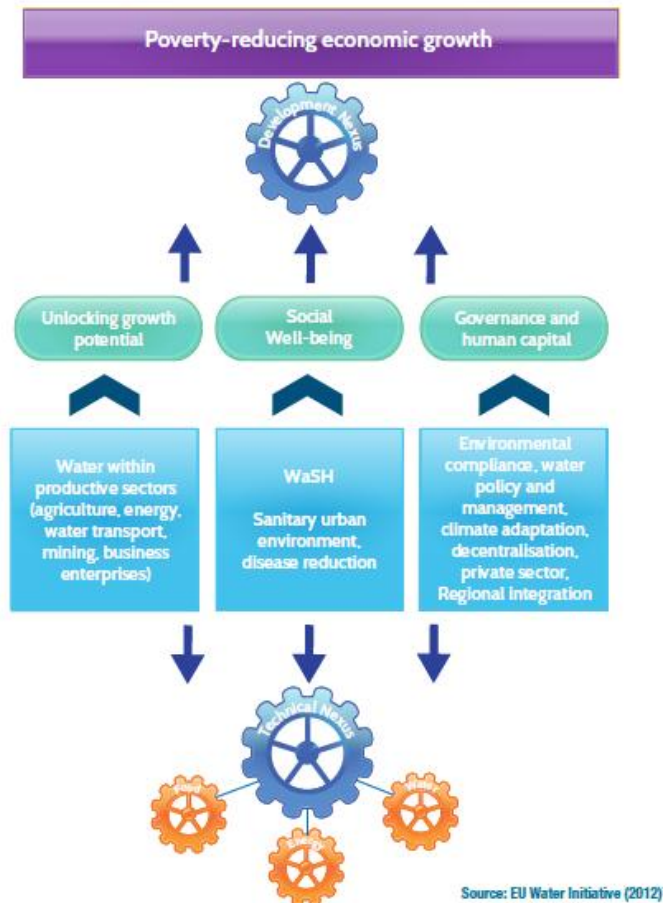 Poverty-reducing economic growth
Development Nexus
Unlocking growth
potential
Social
Well-being
Governance and
human capital
Water within
productive sectors
(agriculture, energy,
water transport,
mining, business
enterprises)
WaSH
Sanitary urban
environment,
disease reduction
Environmental
compliance, water
policy and
management,
climate adaptation,
decentralisation,
private sector,
Regional integration
Technical Nexus
Food
Water
Energy
Source: EU Water Initiative (2012)